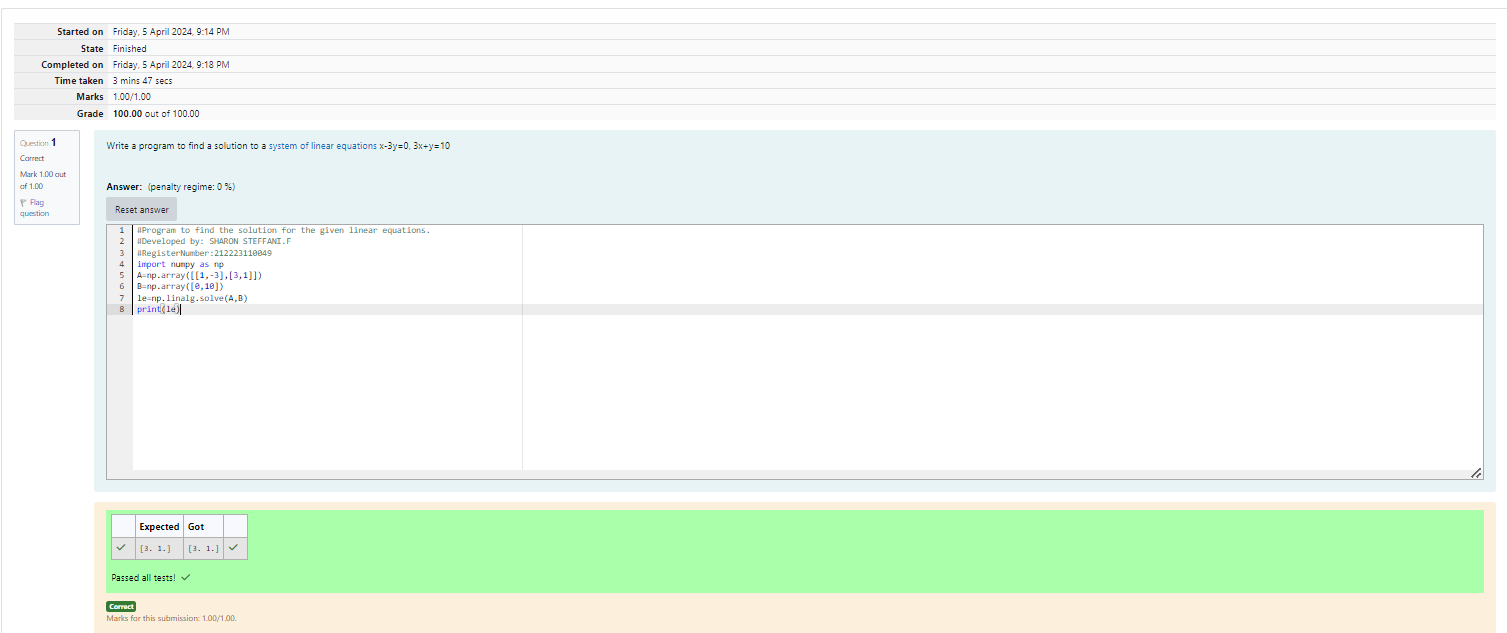 Started on Friday, 5 April 2024, 9:14 PM
State Finished
Completed on Friday, 5 April 2024, 9:18 PM
Time taken 3 mins 47 secs
Marks 1.00/1.00
Grade 100.00 out of 100.00
Question 1
Correct
Mark 1.00 out
of 1.00
Flag
question
Write a program to find a solution to a system of linear equations x-3y=0, 3x+y=10
Answer: (penalty regime: 0 %)
Reset answer
1 #Program to find the solution for the given linear equations.
2 #Developed by: SHARON STEFFANI.F
3 #RegisterNumber:212223110049
4 import numpy as np
5 A=np.array([[1,-3],[3,1]])
6 B=np.array([0,10])
7 le=np.linalg.solve(A,B)
8 print(le)
Expected Got
[3. 1.] [3. 1.]
Passed all tests!
Correct
Marks for this submission: 1.00/1.00.